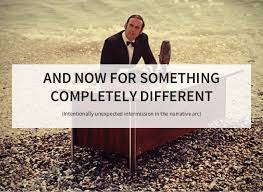 AND NOW FOR SOMETHING
COMPLETELY DIFFERENT
(Intentionally unexpected intermission in the narrative arc)